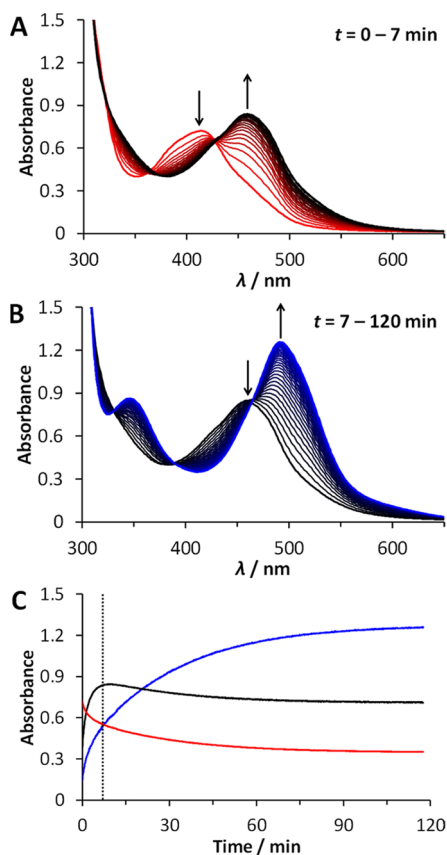 A
t = 0 – 7 min
1.5
1.2
0.9
0.6
0.3
0
Absorbance
300 400 500 600
λ / nm
B
t = 7 – 120 min
1.5
1.2
0.9
0.6
0.3
0
Absorbance
300 400 500 600
λ / nm
C
1.5
1.2
0.9
0.6
0.3
0
Absorbance
0 30 60 90 120
Time / min